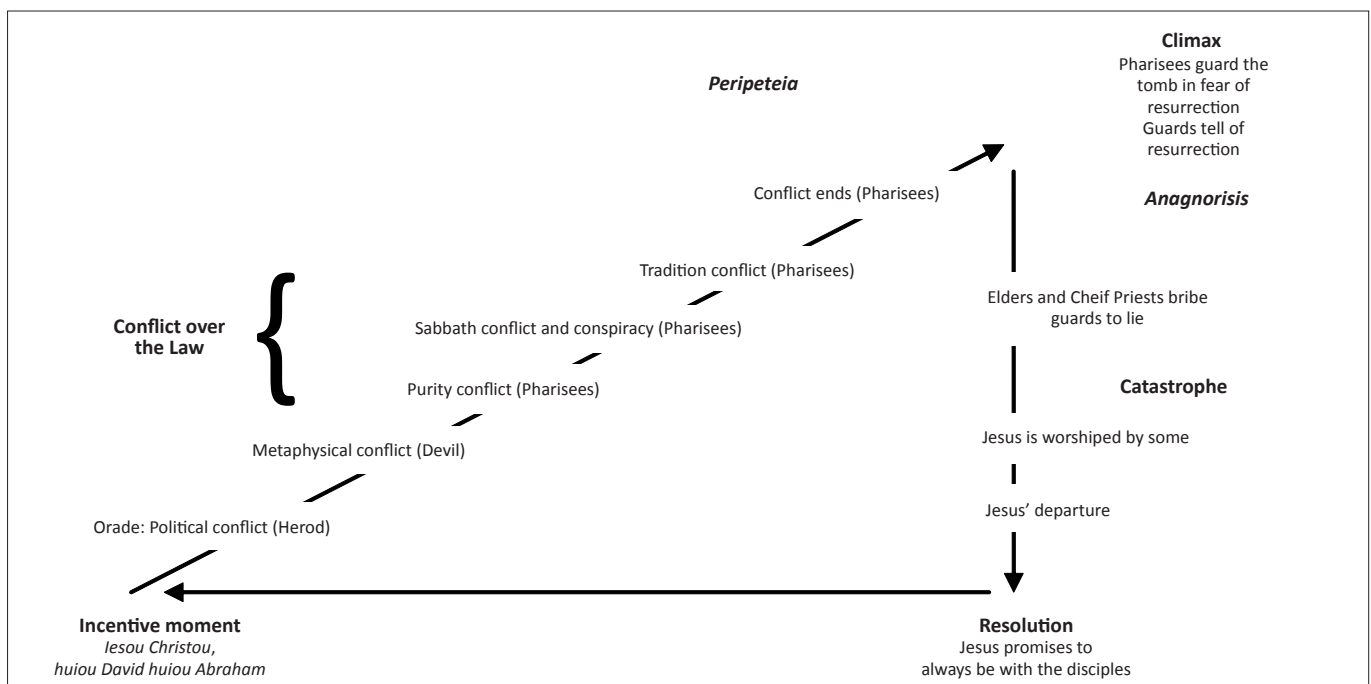 Climax
Pharisees guard the
tomb in fear of
resurrection
Guards tell of
resurrection
Peripeteia
Conflict ends (Pharisees)
Anagnorisis
Tradition conflict (Pharisees)
Elders and Cheif Priests bribe
guards to lie
Conflict over
the Law
{
Sabbath conflict and conspiracy (Pharisees)
Purity conflict (Pharisees)
Catastrophe
Metaphysical conflict (Devil)
Jesus is worshiped by some
Orade: Political conflict (Herod)
Jesus’ departure
Incentive moment
Iesou Christou,
huiou David huiou Abraham
Resolution
Jesus promises to
always be with the disciples